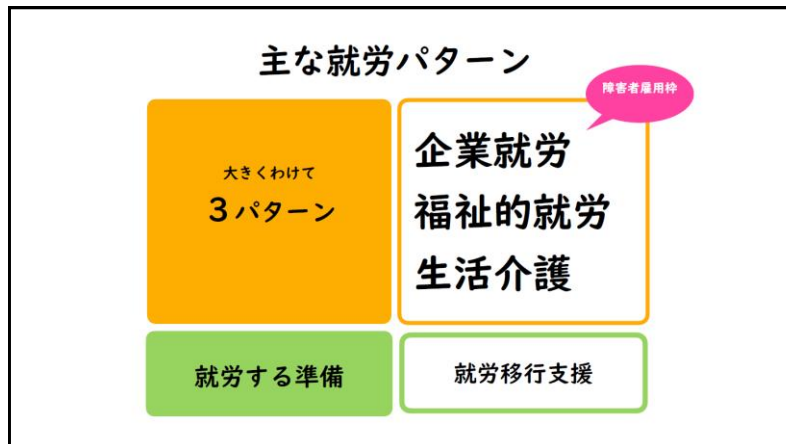 主な就労パターン
障害者雇用枠
大きくわけて
3パターン
企業就労
福祉的就労
生活介護
就労する準備
就労移行支援